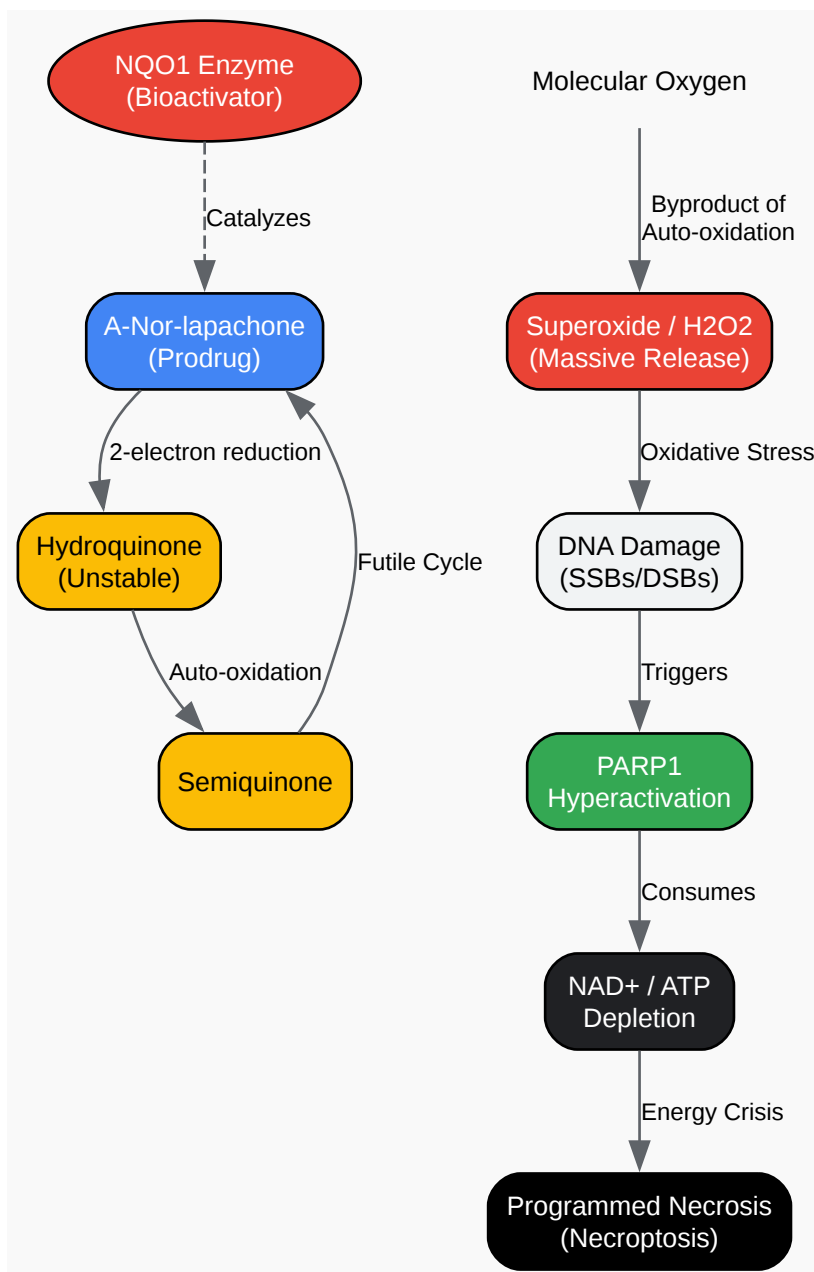 NQO1 Enzyme
(Bioactivator)
Molecular Oxygen
Catalyzes
Byproduct of
Auto-oxidation
A-Nor-lapachone
(Prodrug)
Superoxide / H2O2
(Massive Release)
2-electron reduction
Oxidative Stress
Hydroquinone
(Unstable)
Futile Cycle
DNA Damage
(SSBs/DSBs)
Auto-oxidation
Triggers
Semiquinone
PARP1
Hyperactivation
Consumes
NAD+ / ATP
Depletion
Energy Crisis
Programmed Necrosis
(Necroptosis)